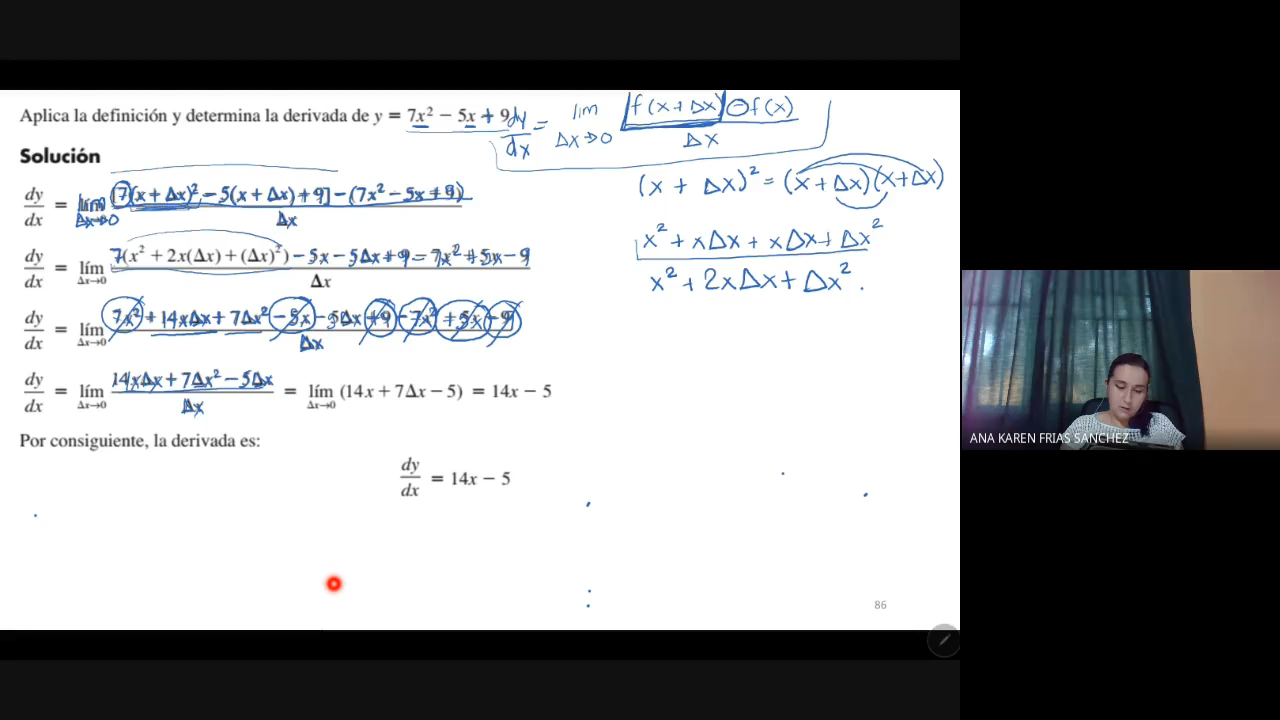 Aplica la definición y determina la derivada de y = 7x² − 5x + 9
dy/dx = lim Δx→0 f(x + Δx) − f(x) / Δx
Solución
(x + Δx)² = (x + Δx)(x + Δx)
dy/dx = lím Δx→0 [7(x + Δx)² − 5(x + Δx) + 9] − (7x² − 5x + 9) / Δx
x² + xΔx + xΔx + Δx²
dy/dx = lím Δx→0 7(x² + 2x(Δx) + (Δx)²) − 5x − 5Δx + 9 − 7x² + 5x − 9 / Δx
x² + 2xΔx + Δx².
dy/dx = lím Δx→0 7x² + 14xΔx + 7Δx² − 5x − 5Δx + 9 − 7x² + 5x − 9 / Δx
dy/dx = lím Δx→0 14xΔx + 7Δx² − 5Δx / Δx = lím Δx→0 (14x + 7Δx − 5) = 14x − 5
Por consiguiente, la derivada es:
dy/dx = 14x − 5
86
ANA KAREN FRIAS SANCHEZ